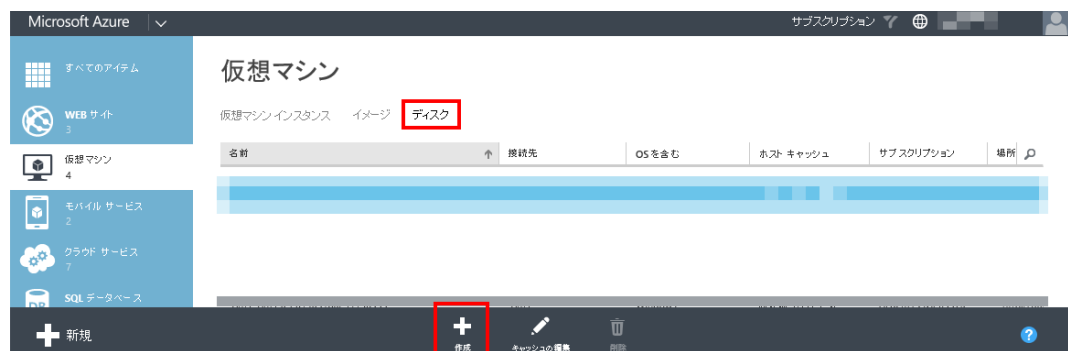 Microsoft Azure
サブスクリプション
すべてのアイテム
仮想マシン
WEB サイト
3
仮想マシン インスタンス イメージ ディスク
名前 接続先 OSを含む ホスト キャッシュ サブスクリプション 場所
仮想マシン
4
モバイル サービス
2
クラウド サービス
7
SQL データベース
DB
新規
作成
キャッシュの編集
削除
?